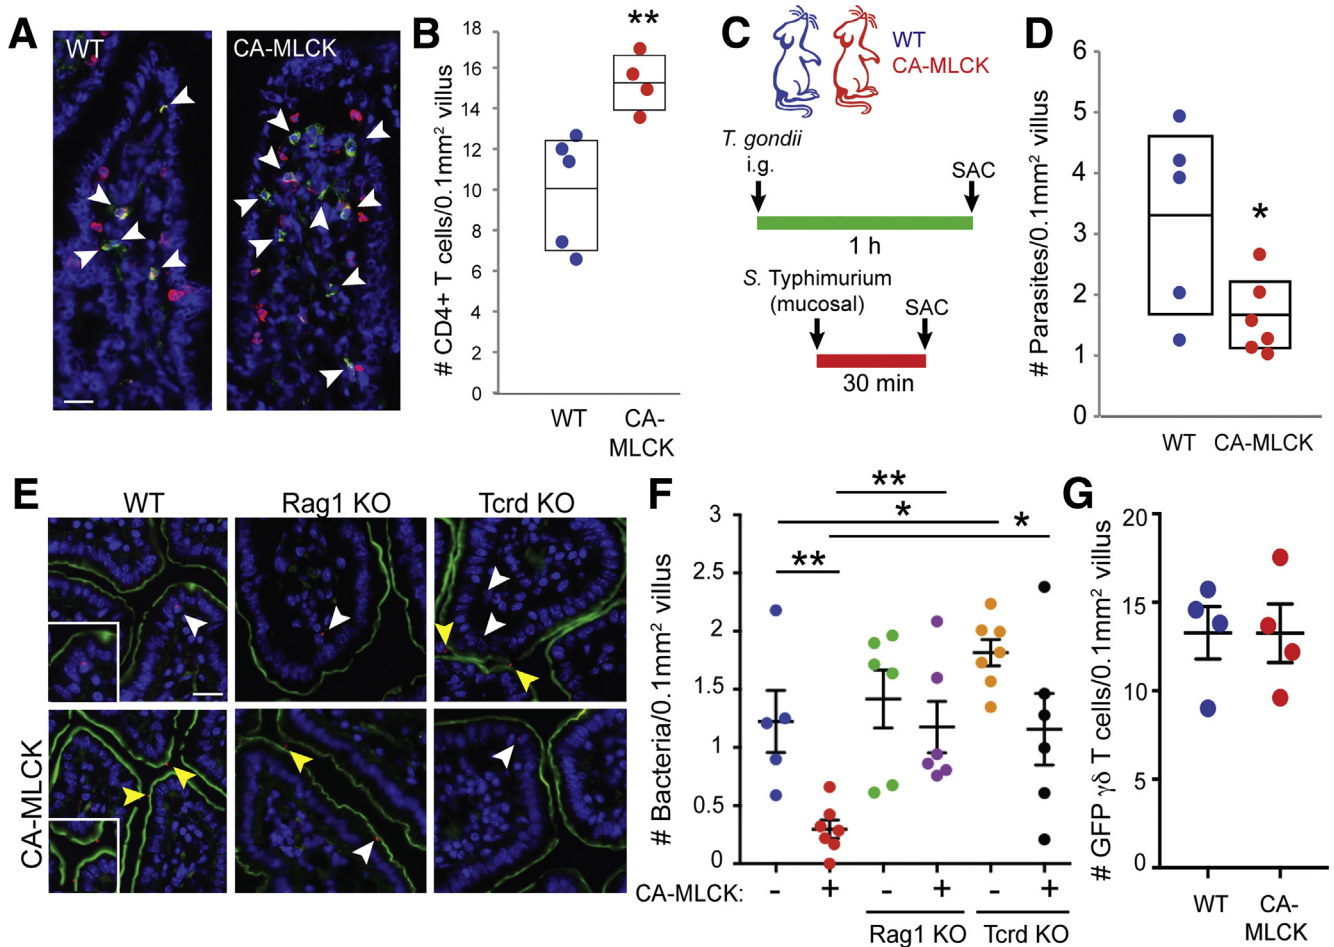 A
WT
CA-MLCK
B
# CD4+ T cells/0.1mm² villus
18
16
14
12
10
8
6
4
2
0
**
WT
CA-
MLCK
C
WT
CA-MLCK
T. gondii
i.g.
SAC
1 h
S. Typhimurium
(mucosal)
SAC
30 min
D
# Parasites/0.1mm² villus
6
5
4
3
2
1
0
*
WT
CA-MLCK
E
WT
Rag1 KO
Tcrd KO
CA-MLCK
F
# Bacteria/0.1mm² villus
3
2.5
2
1.5
1
0.5
0
**
*
*
**
CA-MLCK:
- + - + - +
Rag1 KO
Tcrd KO
G
# GFP γδ T cells/0.1mm² villus
20
15
10
5
0
WT
CA-
MLCK